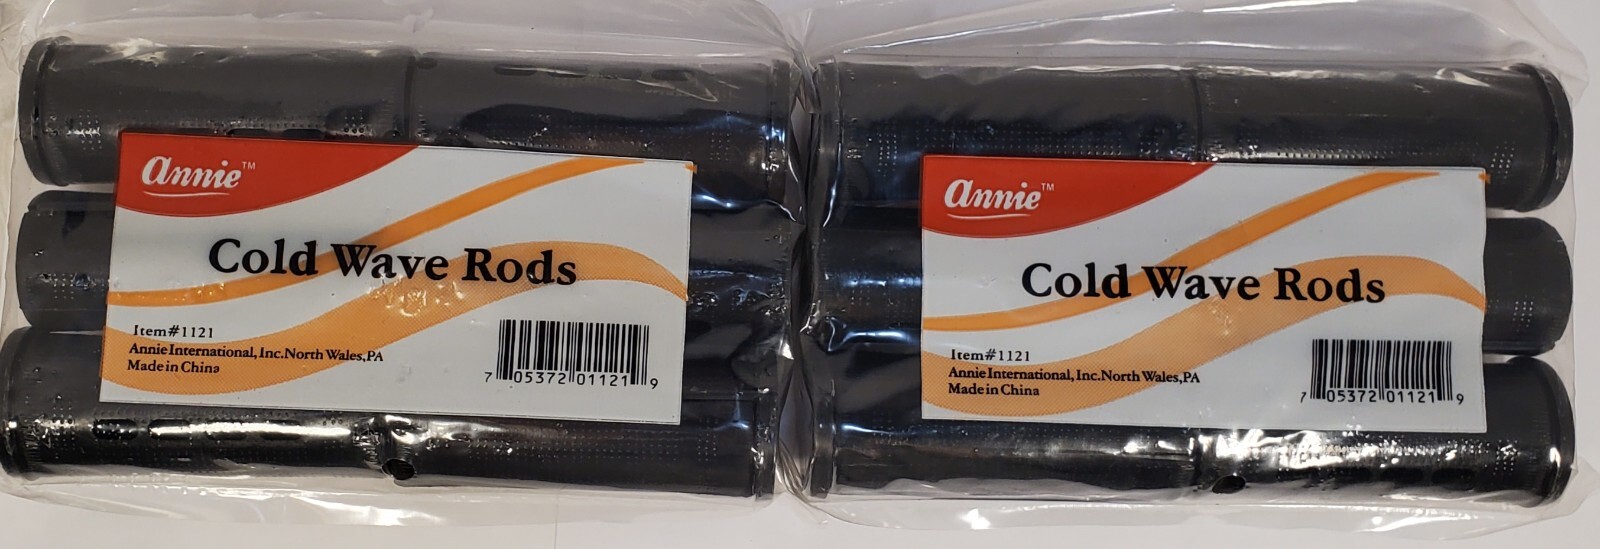 annie™
Cold Wave Rods
Item#1121
Annie International, Inc. North Wales, PA
Made in China
7 05372 01121 9
annie™
Cold Wave Rods
Item#1121
Annie International, Inc. North Wales, PA
Made in China
7 05372 01121 9